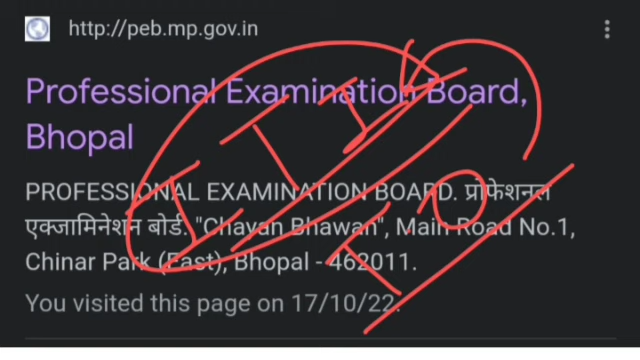 http://peb.mp.gov.in
Professional Examination Board,
Bhopal
PROFESSIONAL EXAMINATION BOARD. प्रोफेशनल
एक्जामिनेशन बोर्ड. "Chayan Bhawan", Main Road No.1,
Chinar Park (East), Bhopal - 462011.
You visited this page on 17/10/22.
ITI